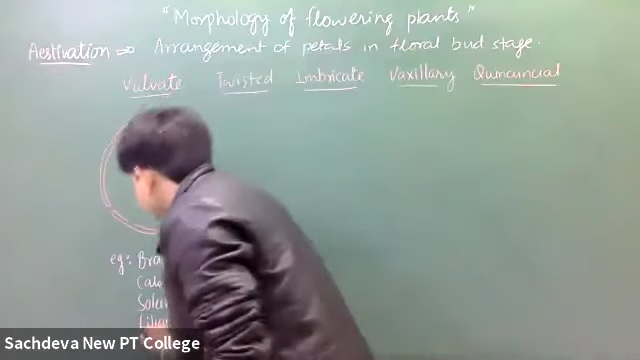 "Morphology of flowering plants"
Aestivation => Arrangement of petals in floral bud stage.
Valvate Twisted Imbricate Vaxillary Quincuncial
eg:
Sachdeva New PT College